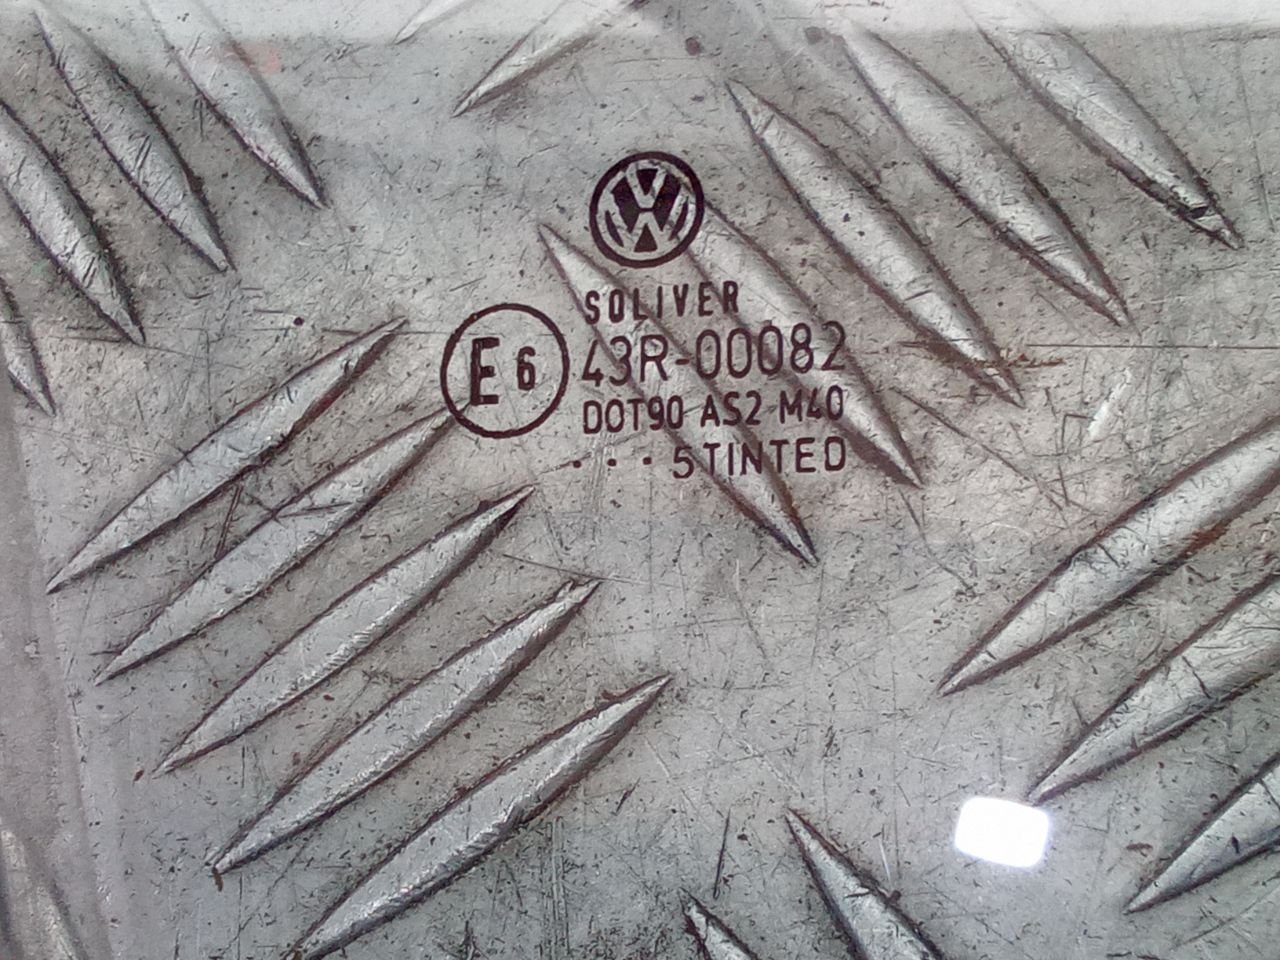 SOLIVER
E6
43R-00082
DOT90 AS2 M40
...5 TINTED